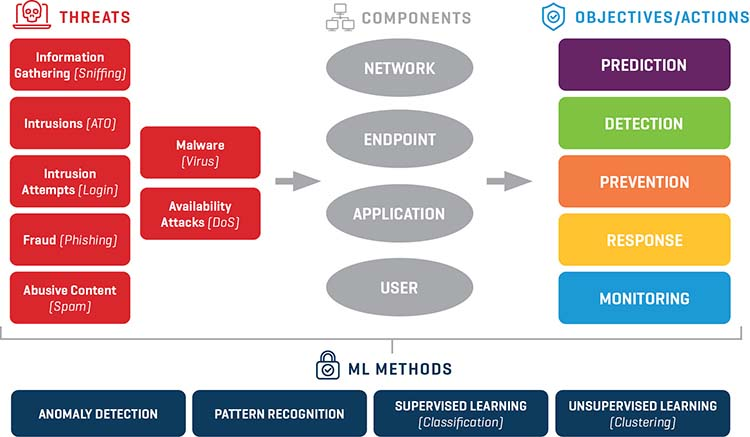 THREATS
Information
Gathering (Sniffing)
Intrusions (ATO)
Intrusion
Attempts (Login)
Fraud (Phishing)
Abusive Content
(Spam)
Malware
(Virus)
Availability
Attacks (DoS)
COMPONENTS
NETWORK
ENDPOINT
APPLICATION
USER
OBJECTIVES/ACTIONS
PREDICTION
DETECTION
PREVENTION
RESPONSE
MONITORING
ML METHODS
ANOMALY DETECTION
PATTERN RECOGNITION
SUPERVISED LEARNING
(Classification)
UNSUPERVISED LEARNING
(Clustering)